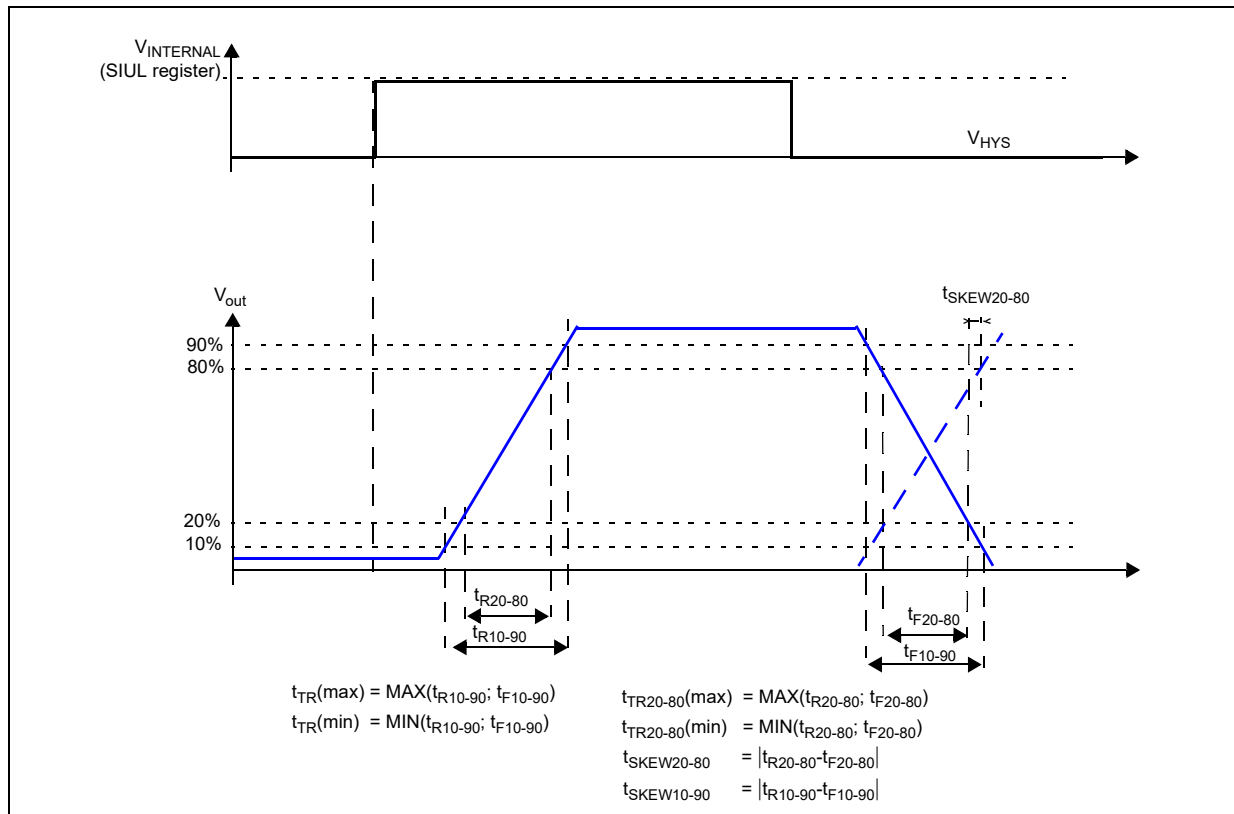 VINTERNAL
(SIUL register)
VHYS
Vout
tSKEW20-80
90%
80%
20%
10%
tR20-80
tR10-90
tF20-80
tF10-90
tTR(max) = MAX(tR10-90; tF10-90)
tTR(min) = MIN(tR10-90; tF10-90)
tTR20-80(max) = MAX(tR20-80; tF20-80)
tTR20-80(min) = MIN(tR20-80; tF20-80)
tSKEW20-80 = |tR20-80-tF20-80|
tSKEW10-90 = |tR10-90-tF10-90|